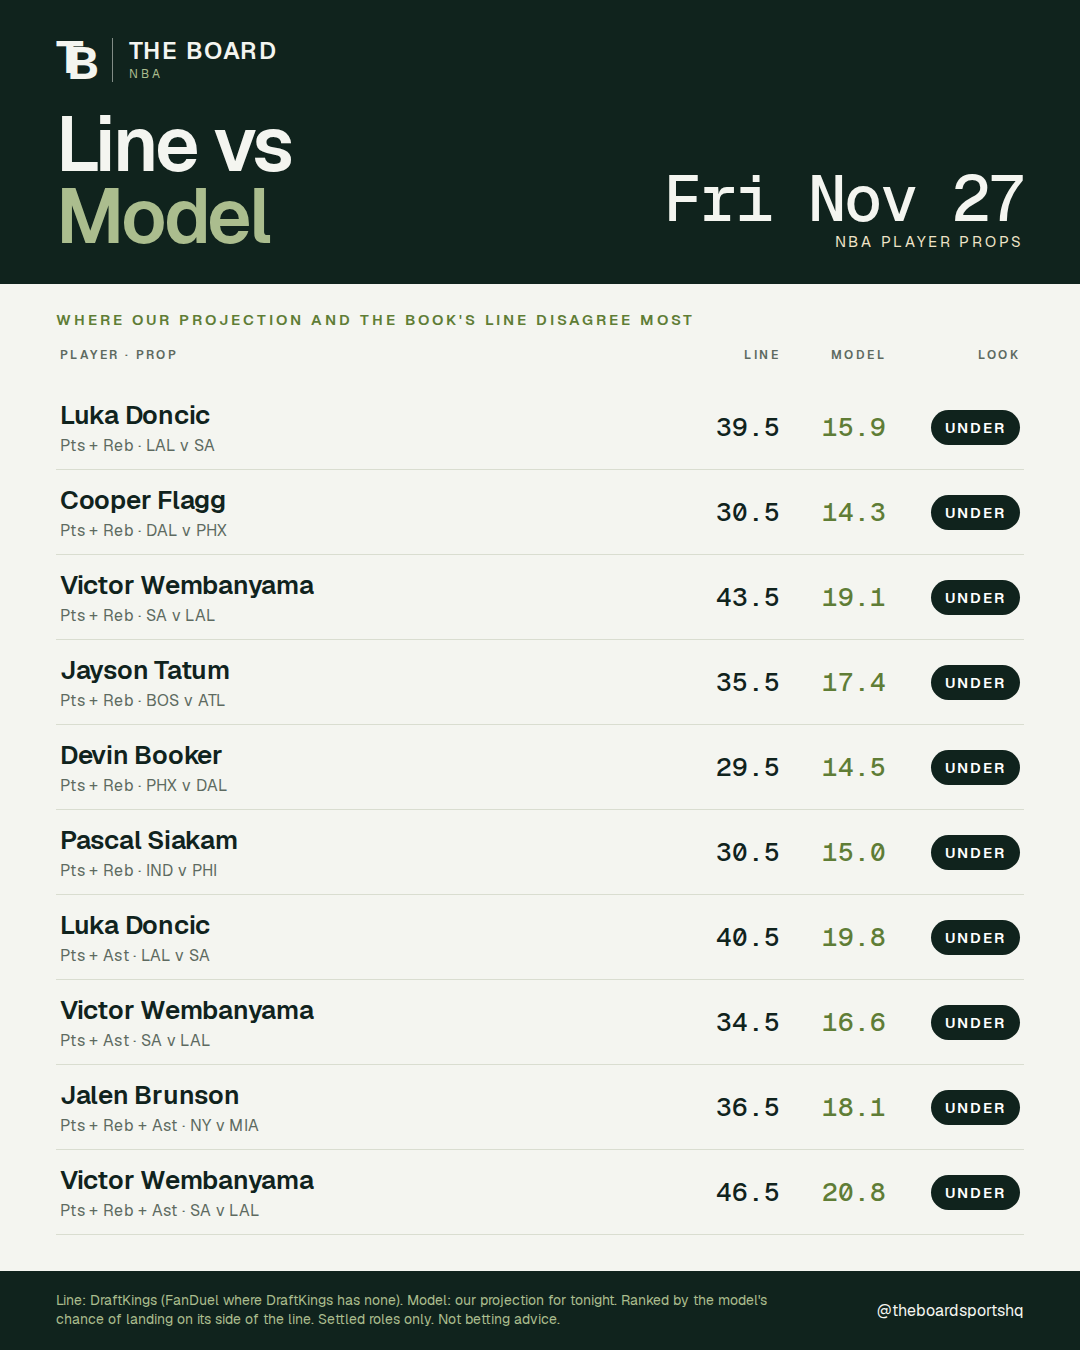 TB
THE BOARD
NBA
Line vs
Model
Fri Nov 27
NBA PLAYER PROPS
WHERE OUR PROJECTION AND THE BOOK'S LINE DISAGREE MOST
PLAYER · PROP LINE MODEL LOOK
Luka Doncic
Pts + Reb · LAL v SA
39.5 15.9 UNDER
Cooper Flagg
Pts + Reb · DAL v PHX
30.5 14.3 UNDER
Victor Wembanyama
Pts + Reb · SA v LAL
43.5 19.1 UNDER
Jayson Tatum
Pts + Reb · BOS v ATL
35.5 17.4 UNDER
Devin Booker
Pts + Reb · PHX v DAL
29.5 14.5 UNDER
Pascal Siakam
Pts + Reb · IND v PHI
30.5 15.0 UNDER
Luka Doncic
Pts + Ast · LAL v SA
40.5 19.8 UNDER
Victor Wembanyama
Pts + Ast · SA v LAL
34.5 16.6 UNDER
Jalen Brunson
Pts + Reb + Ast · NY v MIA
36.5 18.1 UNDER
Victor Wembanyama
Pts + Reb + Ast · SA v LAL
46.5 20.8 UNDER
Line: DraftKings (FanDuel where DraftKings has none). Model: our projection for tonight. Ranked by the model's
chance of landing on its side of the line. Settled roles only. Not betting advice.
@theboardsportshq